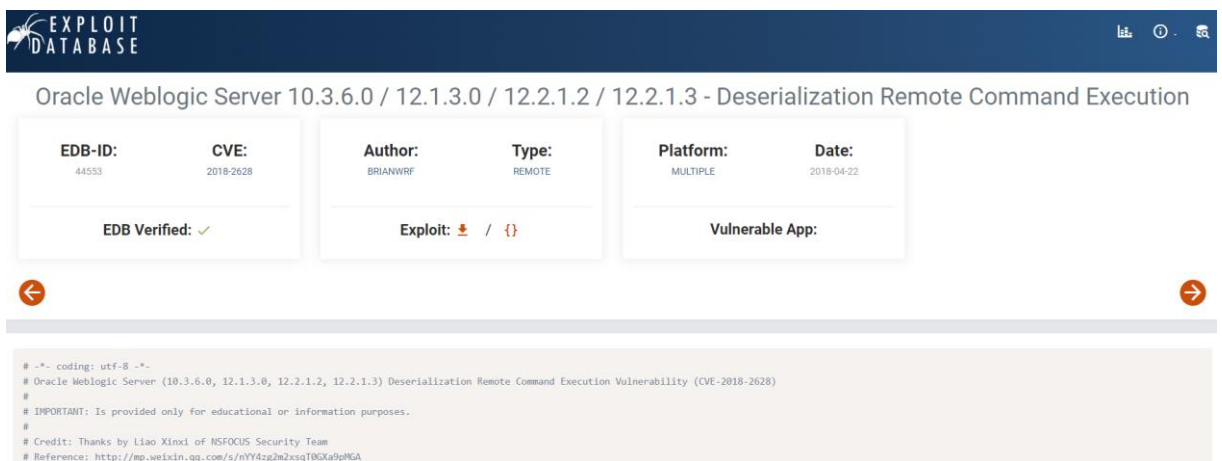 EXPLOIT
DATABASE
Oracle Weblogic Server 10.3.6.0 / 12.1.3.0 / 12.2.1.2 / 12.2.1.3 - Deserialization Remote Command Execution
EDB-ID:
44553
CVE:
2018-2628
Author:
BRIANWRF
Type:
REMOTE
Platform:
MULTIPLE
Date:
2018-04-22
EDB Verified: ✓
Exploit: / {}
Vulnerable App:
# -*- coding: utf-8 -*-
# Oracle Weblogic Server (10.3.6.0, 12.1.3.0, 12.2.1.2, 12.2.1.3) Deserialization Remote Command Execution Vulnerability (CVE-2018-2628)
#
# IMPORTANT: Is provided only for educational or information purposes.
#
# Credit: Thanks by Liao Xinxi of NSFOCUS Security Team
# Reference: http://mp.weixin.qq.com/s/nYY4zg2m2xsqT0GXa9pMGA